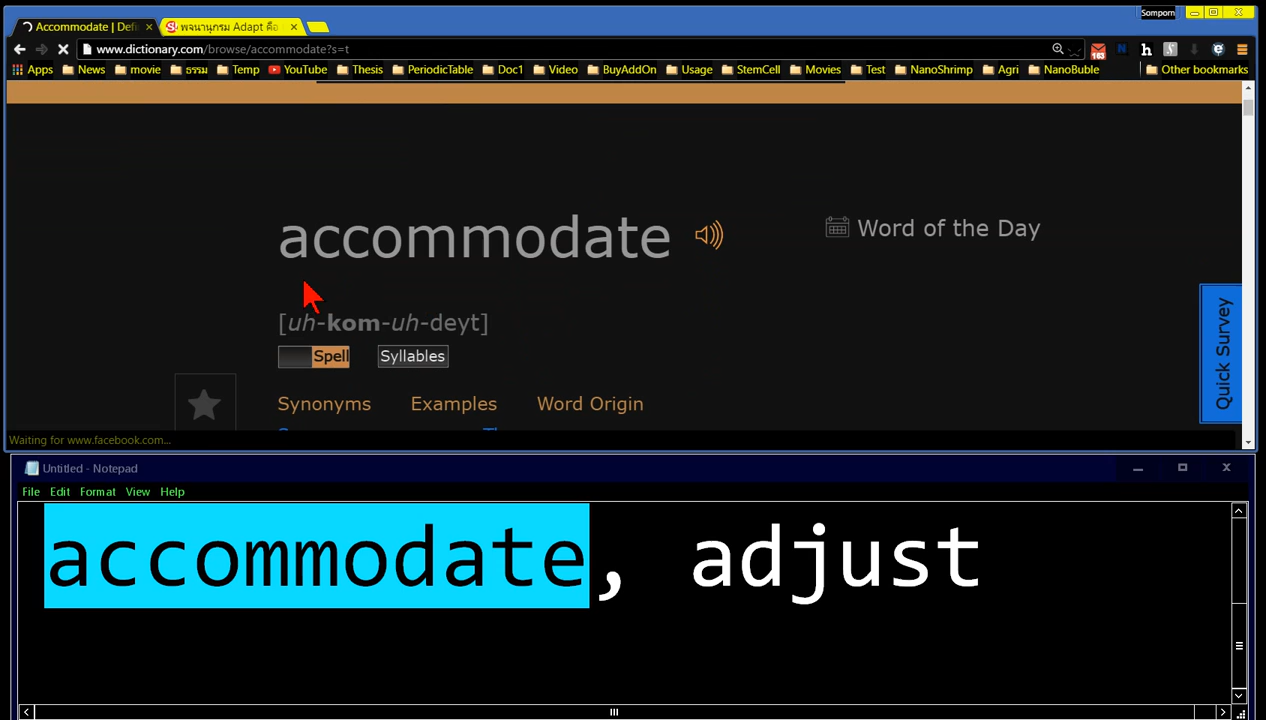 Somporn
Accommodate | Defi
พจนานุกรม Adapt คือ
www.dictionary.com/browse/accommodate?s=t
163
Apps News movie ธรรม Temp YouTube Thesis PeriodicTable Doc1 Video BuyAddOn Usage StemCell Movies Test NanoShrimp Agri NanoBuble Other bookmarks
accommodate
Word of the Day
[uh-kom-uh-deyt]
Spell Syllables
Quick Survey
Synonyms Examples Word Origin
Waiting for www.facebook.com...
Untitled - Notepad
File Edit Format View Help
accommodate, adjust